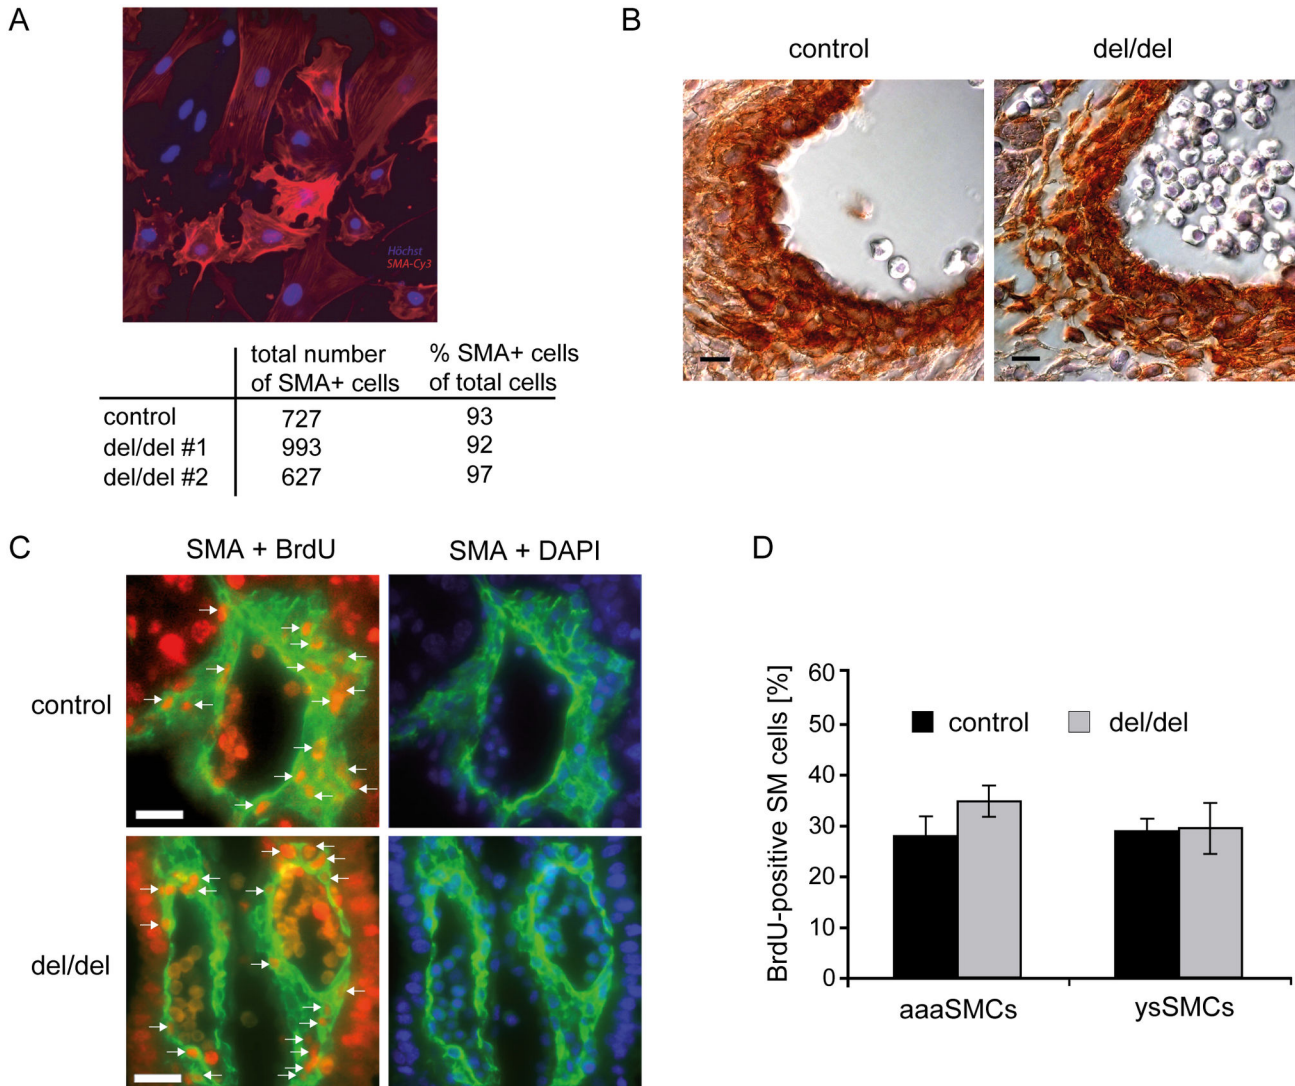 A
Höchst
SMA-Cy3
total number % SMA+ cells
of SMA+ cells of total cells
control 727 93
del/del #1 993 92
del/del #2 627 97
B
control del/del
C
SMA + BrdU SMA + DAPI
control
del/del
D
BrdU-positive SM cells [%]
60
50
40
30
20
10
0
control del/del
aaaSMCs ysSMCs